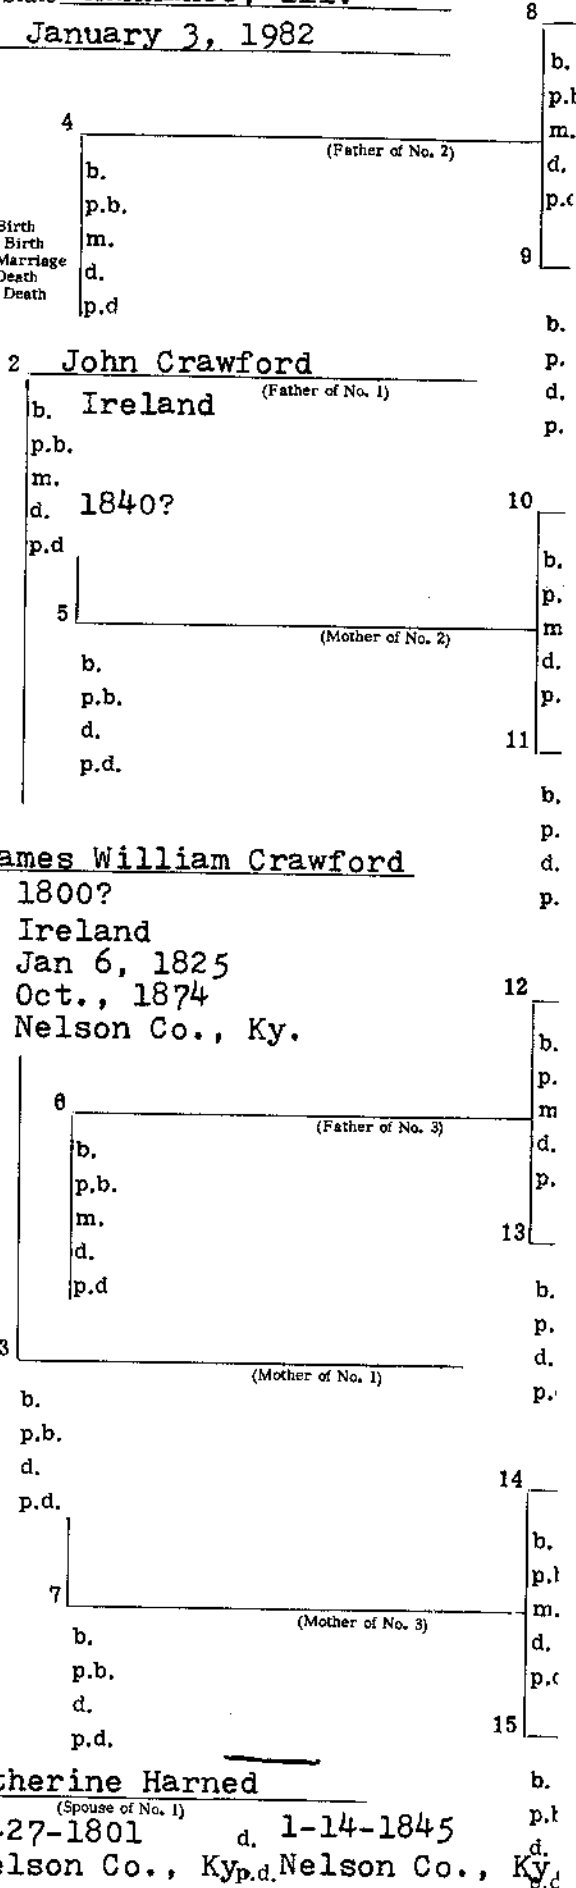 January 3, 1982
8
b.
m.
d.
4
(Father of No. 2)
b.
p.b.
m.
d.
p.d
Birth
Birth
Marriage
Death
Death
9
b.
p.
d.
p.
2 John Crawford
(Father of No. 1)
b. Ireland
p.b.
m.
d. 1840?
p.d
10
b.
p.
m
d.
p.
5
(Mother of No. 2)
b.
p.b.
d.
p.d.
11
b.
p.
d.
p.
ames William Crawford
1800?
Ireland
Jan 6, 1825
Oct., 1874
Nelson Co., Ky.
12
b.
p.
m
d.
p.
6
(Father of No. 3)
b.
p.b.
m.
d.
p.d
13
b.
p.
d.
p.
3
(Mother of No. 1)
b.
p.b.
d.
p.d.
14
b.
m.
d.
7
(Mother of No. 3)
b.
p.b.
d.
p.d.
15
b.
d.
therine Harned
(Spouse of No. 1)
27-1801 d. 1-14-1845
elson Co., Ky p.d. Nelson Co., Ky